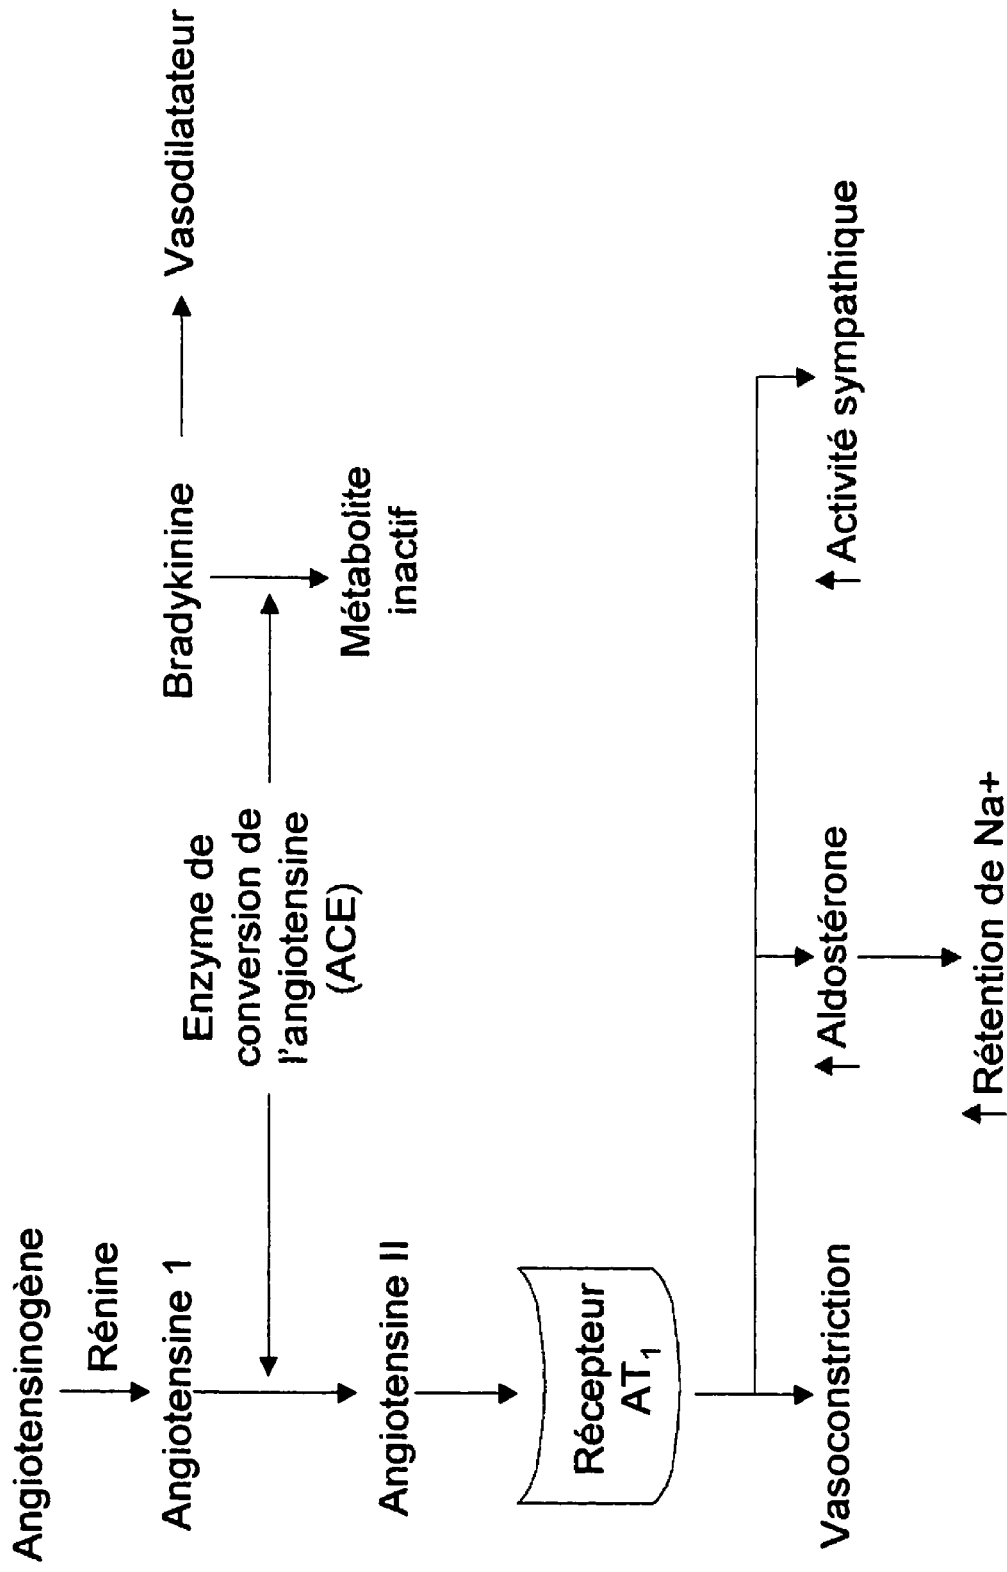 Angiotensinogène
Rénine
Angiotensine 1
Bradykinine
Vasodilatateur
Enzyme de
conversion de
l'angiotensine
(ACE)
Métabolite
inactif
Angiotensine II
Récepteur
AT₁
Vasoconstriction
↑ Aldostérone
↑ Activité sympathique
↑ Rétention de Na+